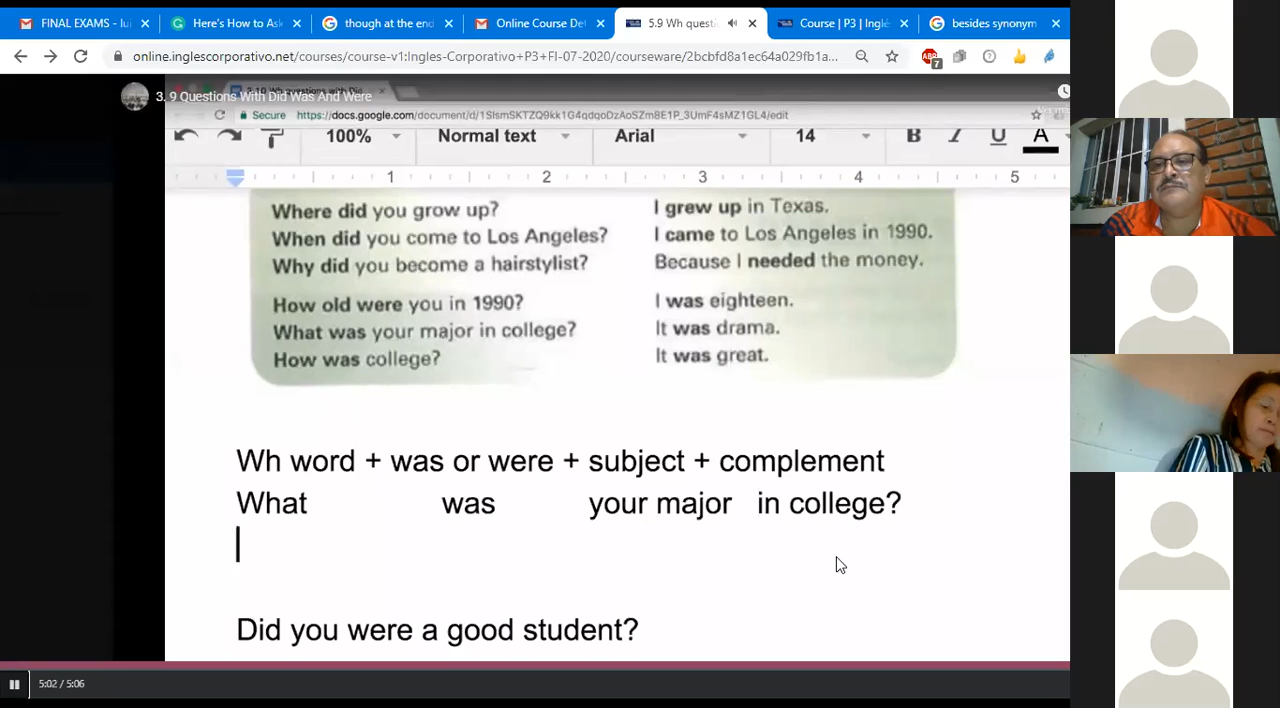 FINAL EXAMS - lui
Here's How to Ask
though at the end
Online Course De
5.9 Wh quest
Course | P3 | Inglé
besides synonym
online.inglescorporativo.net/courses/course-v1:Ingles-Corporativo+P3+FI-07-2020/courseware/2bcbfd8a1ec64a029fb1a...
3. 9 Questions With Did Was And Were
Secure https://docs.google.com/document/d/1SlsmSKTZQ9kk1G4qdqoDzAoSZm8E1P_3UmF4sMZ1GL4/edit
100% Normal text Arial 14 B I U A
1 2 3 4 5
Where did you grow up? I grew up in Texas.
When did you come to Los Angeles? I came to Los Angeles in 1990.
Why did you become a hairstylist? Because I needed the money.
How old were you in 1990? I was eighteen.
What was your major in college? It was drama.
How was college? It was great.
Wh word + was or were + subject + complement
What was your major in college?
Did you were a good student?
5:02 / 5:06